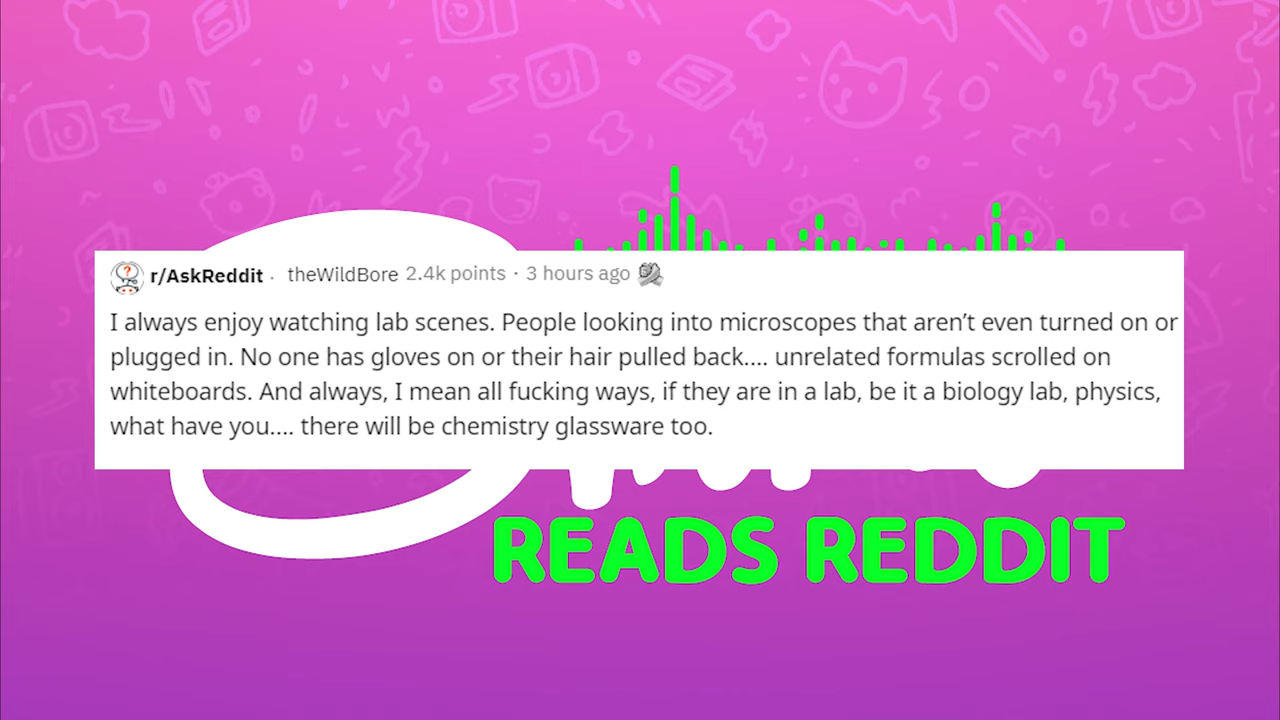 r/AskReddit · theWildBore 2.4k points · 3 hours ago
I always enjoy watching lab scenes. People looking into microscopes that aren’t even turned on or
plugged in. No one has gloves on or their hair pulled back.... unrelated formulas scrolled on
whiteboards. And always, I mean all fucking ways, if they are in a lab, be it a biology lab, physics,
what have you.... there will be chemistry glassware too.
READS REDDIT